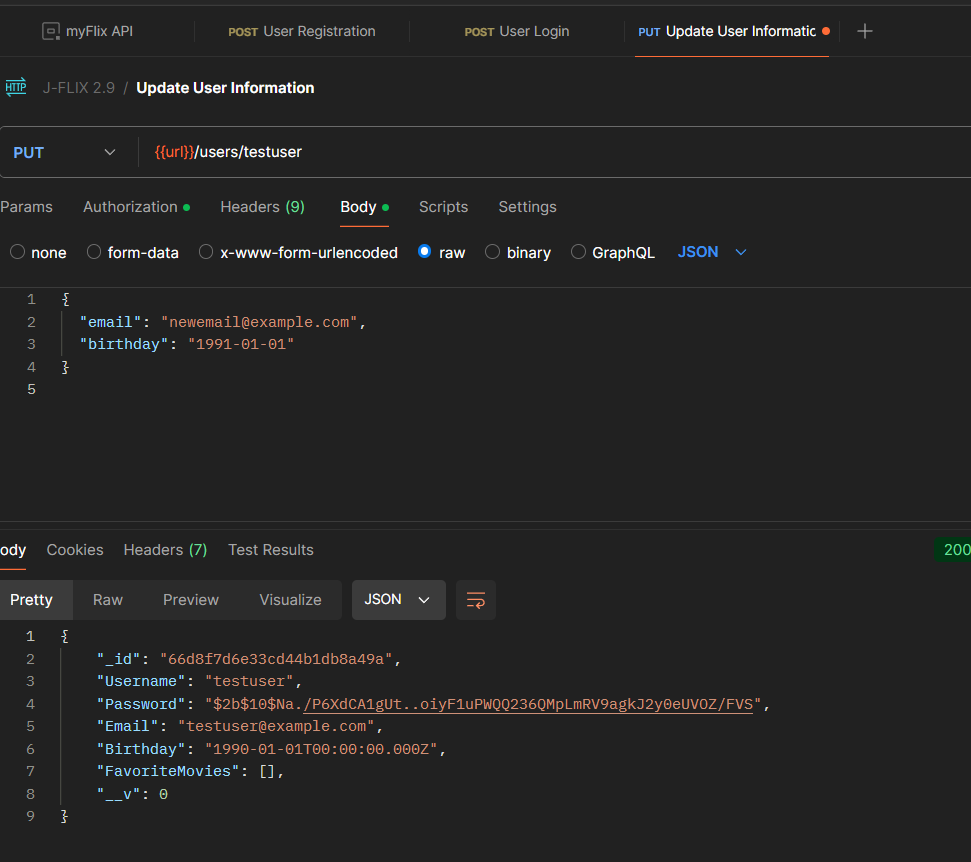 myFlix API POST User Registration POST User Login PUT Update User Informatic
HTTP J-FLIX 2.9 / Update User Information
PUT {{url}}/users/testuser
Params Authorization Headers (9) Body Scripts Settings
none form-data x-www-form-urlencoded raw binary GraphQL JSON
1 {
2 "email": "newemail@example.com",
3 "birthday": "1991-01-01"
4 }
5
ody Cookies Headers (7) Test Results 200
Pretty Raw Preview Visualize JSON
1 {
2 "_id": "66d8f7d6e33cd44b1db8a49a",
3 "Username": "testuser",
4 "Password": "$2b$10$Na./P6XdCA1gUt..oiyF1uPWQQ236QMpLmRV9agkJ2y0eUVOZ/FVS",
5 "Email": "testuser@example.com",
6 "Birthday": "1990-01-01T00:00:00.000Z",
7 "FavoriteMovies": [],
8 "__v": 0
9 }